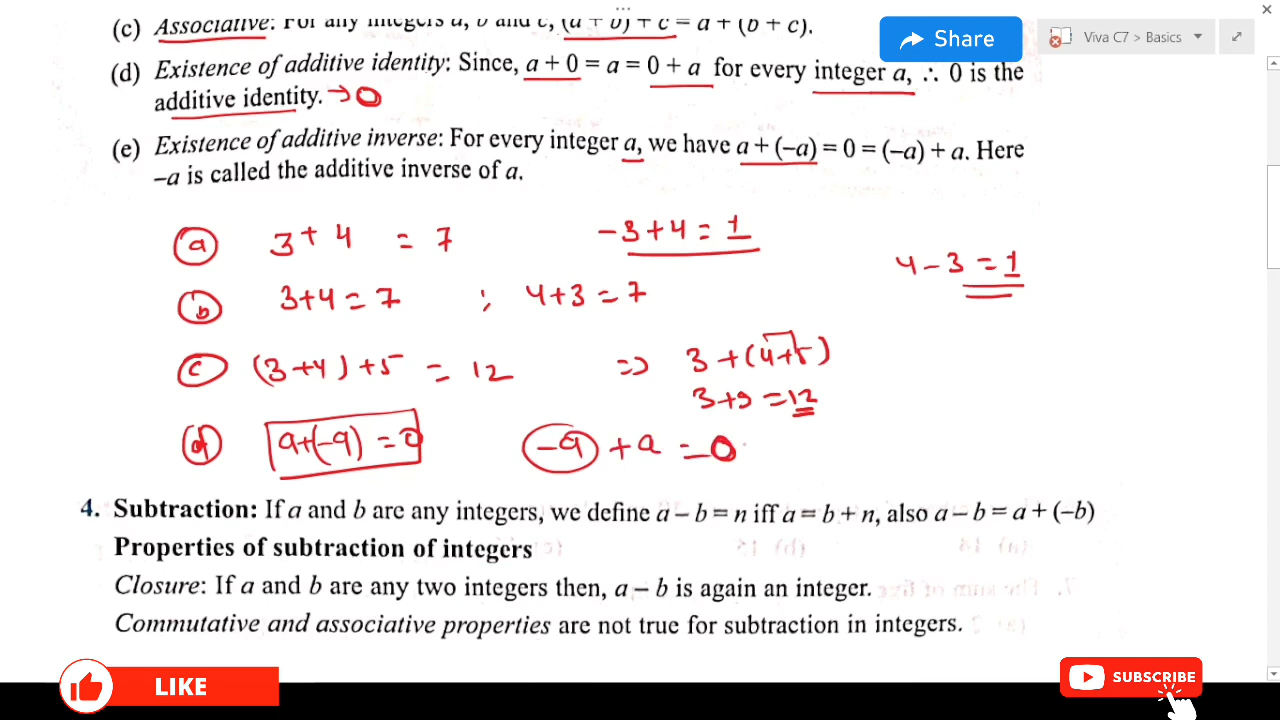 (c) Associative: For any integers a, b and c, (a + b) + c = a + (b + c).
Share
Viva C7 > Basics
(d) Existence of additive identity: Since, a + 0 = a = 0 + a for every integer a, ∴ 0 is the
additive identity. → 0
(e) Existence of additive inverse: For every integer a, we have a + (–a) = 0 = (–a) + a. Here
–a is called the additive inverse of a.
a 3 + 4 = 7 -3+4 = 1
4 - 3 = 1
b 3+4 = 7 ; 4+3 = 7
c (3+4)+5 = 12 => 3 + (4+5)
3+9 = 12
d a+(-a) = 0 -a + a = 0
4. Subtraction: If a and b are any integers, we define a – b = n iff a = b + n, also a – b = a + (–b)
Properties of subtraction of integers
Closure: If a and b are any two integers then, a – b is again an integer.
Commutative and associative properties are not true for subtraction in integers.
LIKE
SUBSCRIBE